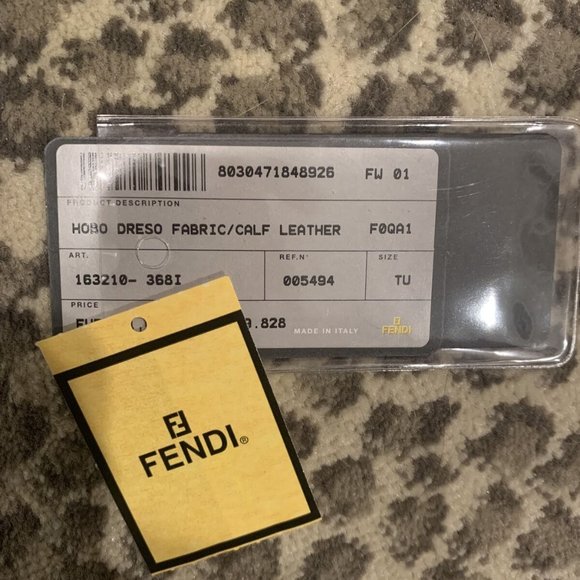 8030471848926 FW 01
PRODUCT DESCRIPTION
HOBO DRESO FABRIC/CALF LEATHER F0QA1
ART. REF.N° SIZE
163210- 368I 005494 TU
PRICE
.828 MADE IN ITALY FENDI
FENDI®